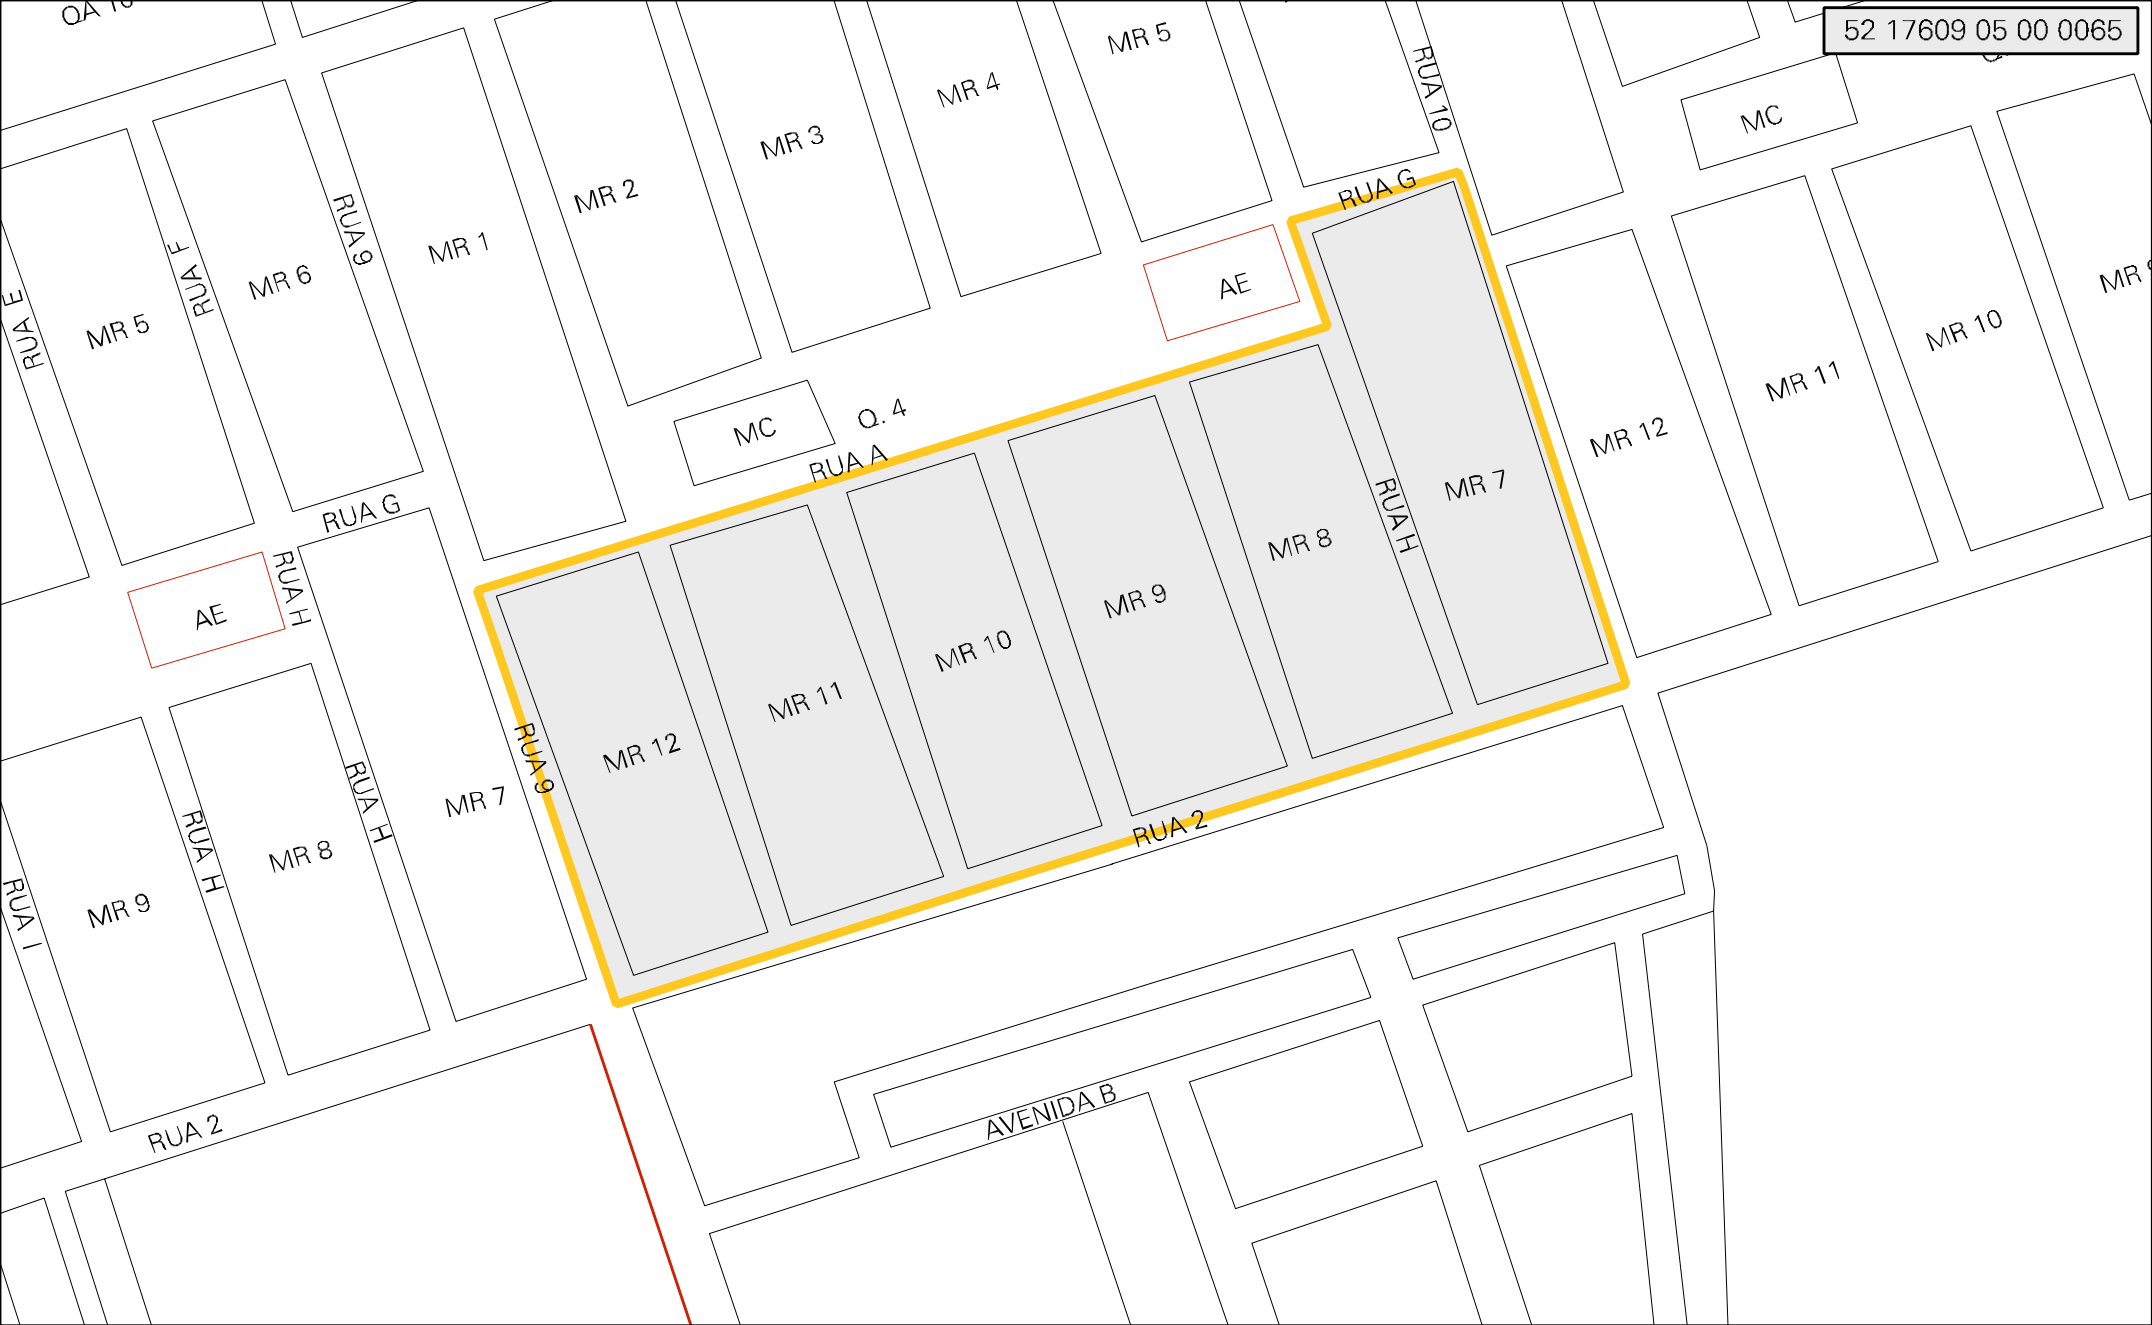 52 17609 05 00 0065
MR 5
RUA 10
MR 4
MC
MR 3
RUA G
MR 2
RUA 9
MR 1
RUA F
MR 6
AE
MR 5
RUA E
MR 10
MR 11
MR 12
Q. 4
MC
RUA A
MR 7
RUA H
MR 8
RUA G
RUA H
AE
MR 9
MR 10
MR 11
MR 12
RUA 9
MR 7
RUA H
RUA H
MR 8
MR 9
RUA I
RUA 2
AVENIDA B
RUA 2